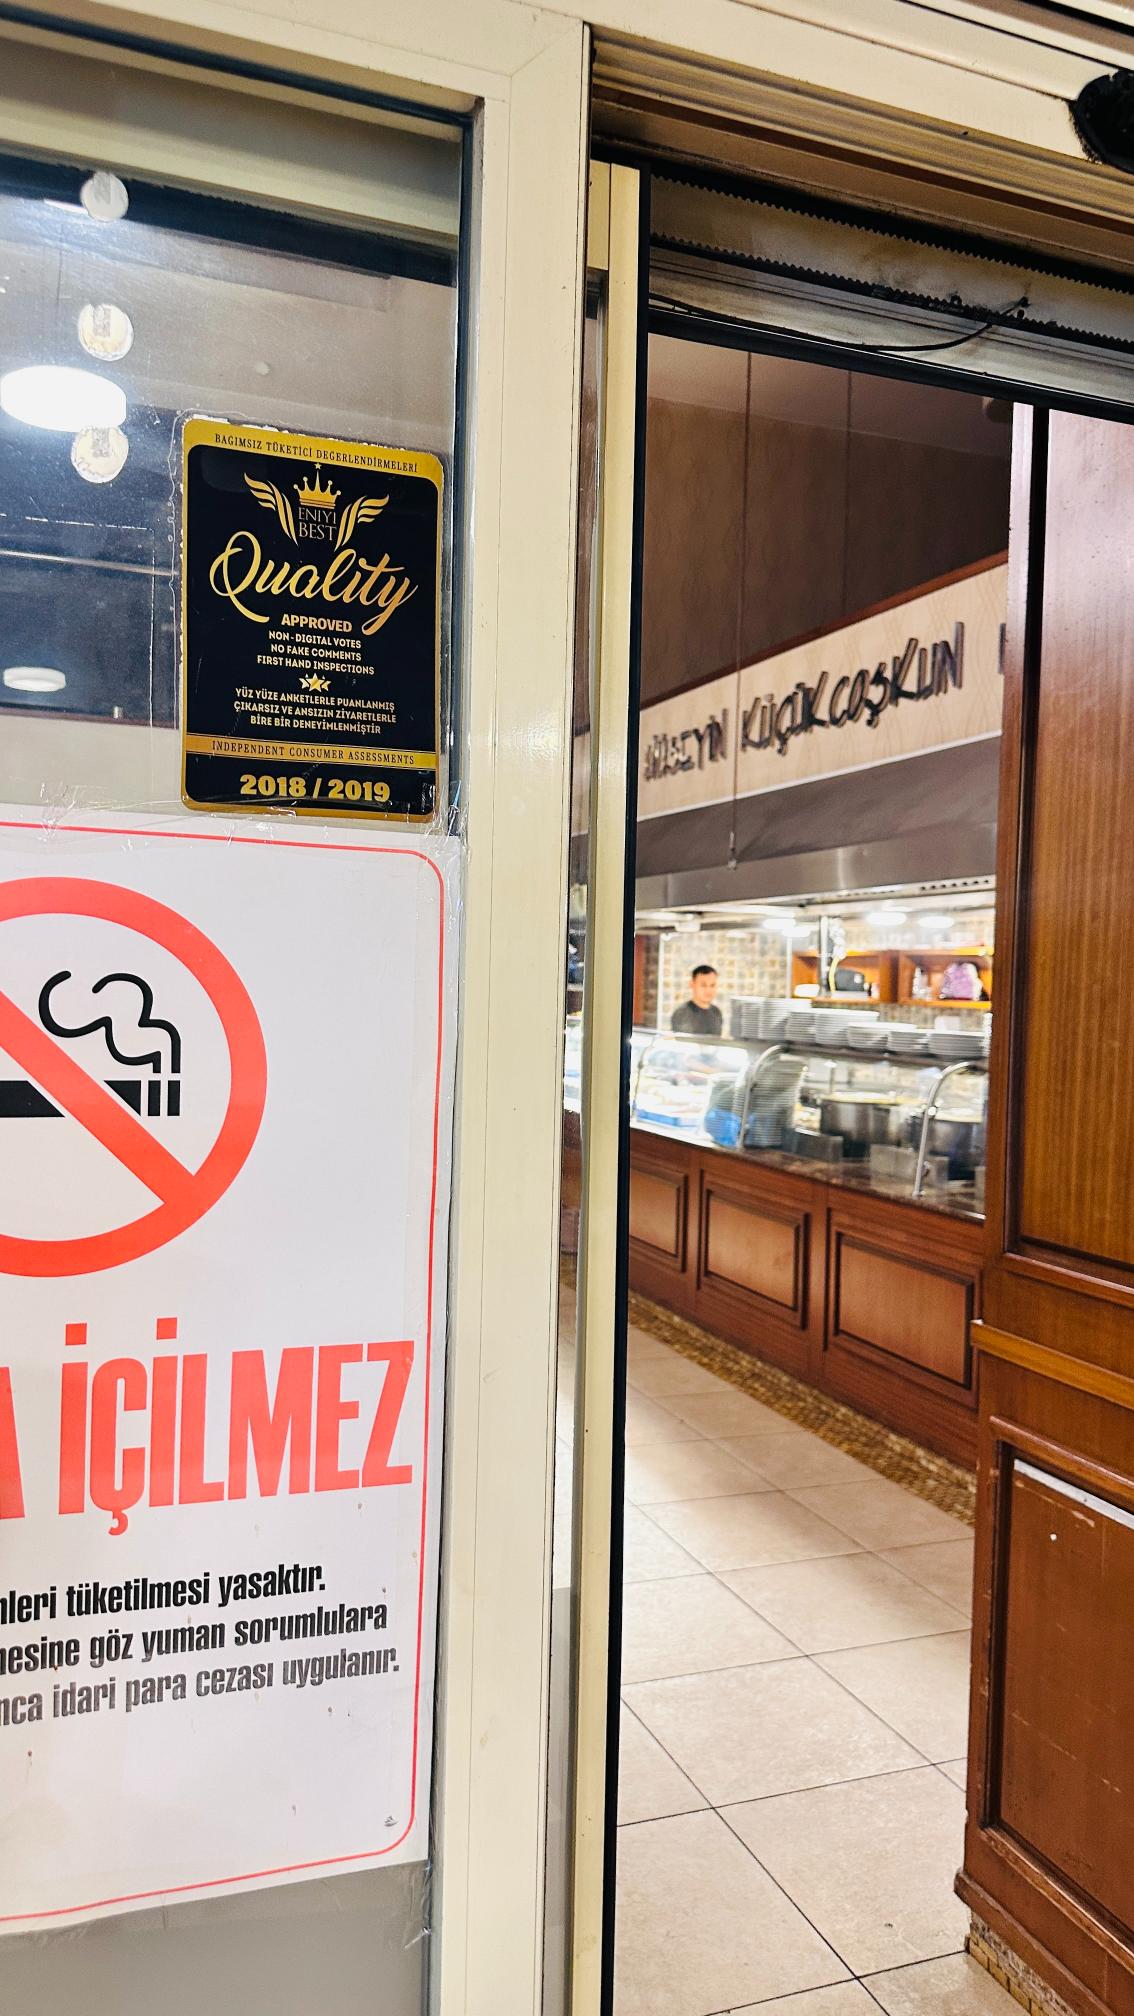 BAGIMSIZ TÜKETİCİ DEGERLENDİRMELERİ
ENIYI
BEST
Quality
APPROVED
NON - DIGITAL VOTES
NO FAKE COMMENTS
FIRST HAND INSPECTIONS
YÜZ YÜZE ANKETLERLE PUANLANMIŞ
ÇIKARSIZ VE ANSIZIN ZİYARETLERLE
BİRE BİR DENEYİMLENMİŞTİR
INDEPENDENT CONSUMER ASSESSMENTS
2018 / 2019
HÜSEYİN KÜÇÜKCOŞKUN
A İÇİLMEZ
nleri tüketilmesi yasaktır.
mesine göz yuman sorumlulara
nca idari para cezası uygulanır.